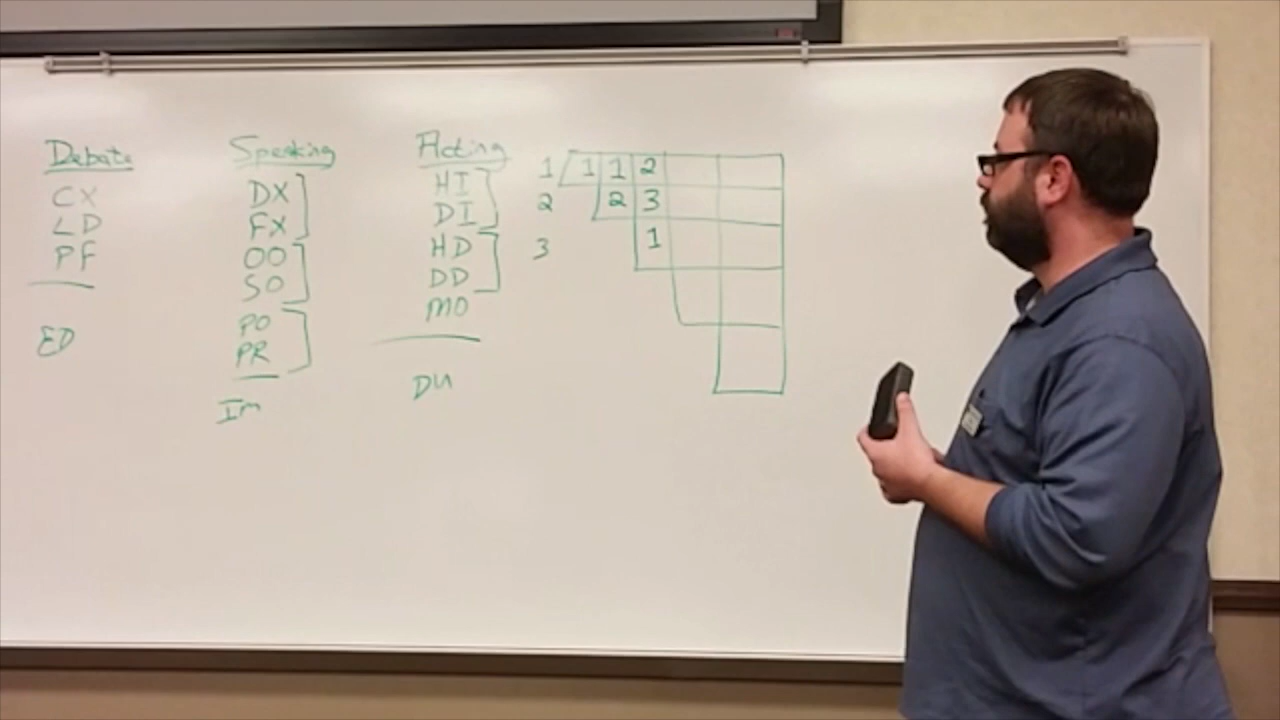 Debate
CX
LD
PF
ED
Speaking
DX
FX
OO
SO
PO
PR
Im
Acting
HI
DI
HD
DD
MO
DU
1 1 1 2
2 2 3
3 1